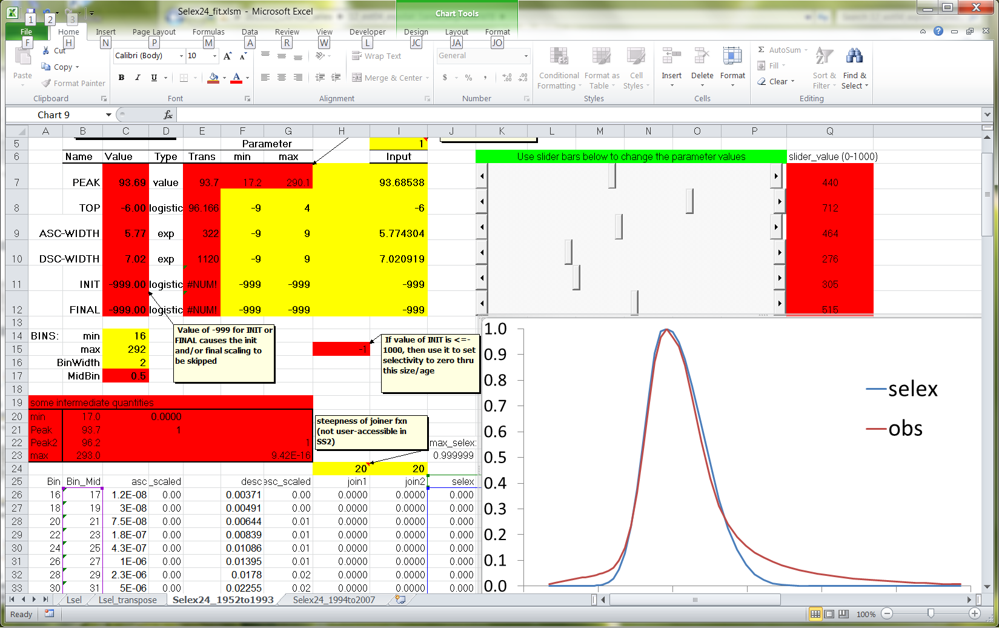 Selex24_fit.xlsm - Microsoft Excel
Chart Tools
1 2 3
File Home Insert Page Layout Formulas Data Review View Developer Design Layout Format
F H N P M A R W L JC JA JO
Cut
Copy
Format Painter
Paste
Calibri (Body) 10
B I U
Wrap Text
Merge & Center
General
$ % ,
Conditional Formatting
Format as Table
Cell Styles
Insert Delete Format
AutoSum
Fill
Clear
Sort & Filter
Find & Select
Clipboard Font Alignment Number Styles Cells Editing
Chart 9 fx
A B C D E F G H I J K L M N O P Q
5 Parameter 1
6 Name Value Type Trans min max Input Use slider bars below to change the parameter values slider_value (0-1000)
7 PEAK 93.69 value 93.7 17.2 290.1 93.68538 440
8 TOP -6.00 logistic 96.166 -9 4 -6 712
9 ASC-WIDTH 5.77 exp 322 -9 9 5.774304 464
10 DSC-WIDTH 7.02 exp 1120 -9 9 7.020919 276
11 INIT -999.00 logistic #NUM! -999 -999 -999 305
12 FINAL -999.00 logistic #NUM! -999 -999 -999 515
13
14 BINS: min 16
15 max 292 -1
16 BinWidth 2
17 MidBin 0.5
18
Value of -999 for INIT or
FINAL causes the init
and/or final scaling to
be skipped
If value of INIT is <=-
1000, then use it to set
selectivity to zero thru
this size/age
19 some intermediate quantities
20 min 17.0 0.0000
21 Peak 93.7 1
22 Peak2 96.2 1 max_selex:
23 max 293.0 9.42E-16 0.999999
steepness of joiner fxn
(not user-accessible in
SS2)
24 20 20
25 Bin Bin_Mid asc _scaled desc esc_scaled join1 join2 selex
26 16 17 1.2E-08 0.00 0.00371 0.00 0.0000 0.0000 0.000
27 18 19 3E-08 0.00 0.00491 0.00 0.0000 0.0000 0.000
28 20 21 7.5E-08 0.00 0.00644 0.01 0.0000 0.0000 0.000
29 22 23 1.8E-07 0.00 0.00839 0.01 0.0000 0.0000 0.000
30 24 25 4.3E-07 0.00 0.01086 0.01 0.0000 0.0000 0.000
31 26 27 1E-06 0.00 0.01395 0.01 0.0000 0.0000 0.000
32 28 29 2.3E-06 0.00 0.0178 0.02 0.0000 0.0000 0.000
33 30 31 5E-06 0.00 0.02255 0.02 0.0000 0.0000 0.000
1.0
0.9
0.8
0.7
0.6
0.5
0.4
0.3
0.2
0.1
0.0
selex
obs
Lsel Lsel_transpose Selex24_1952to1993 Selex24_1994to2007
Ready 100%